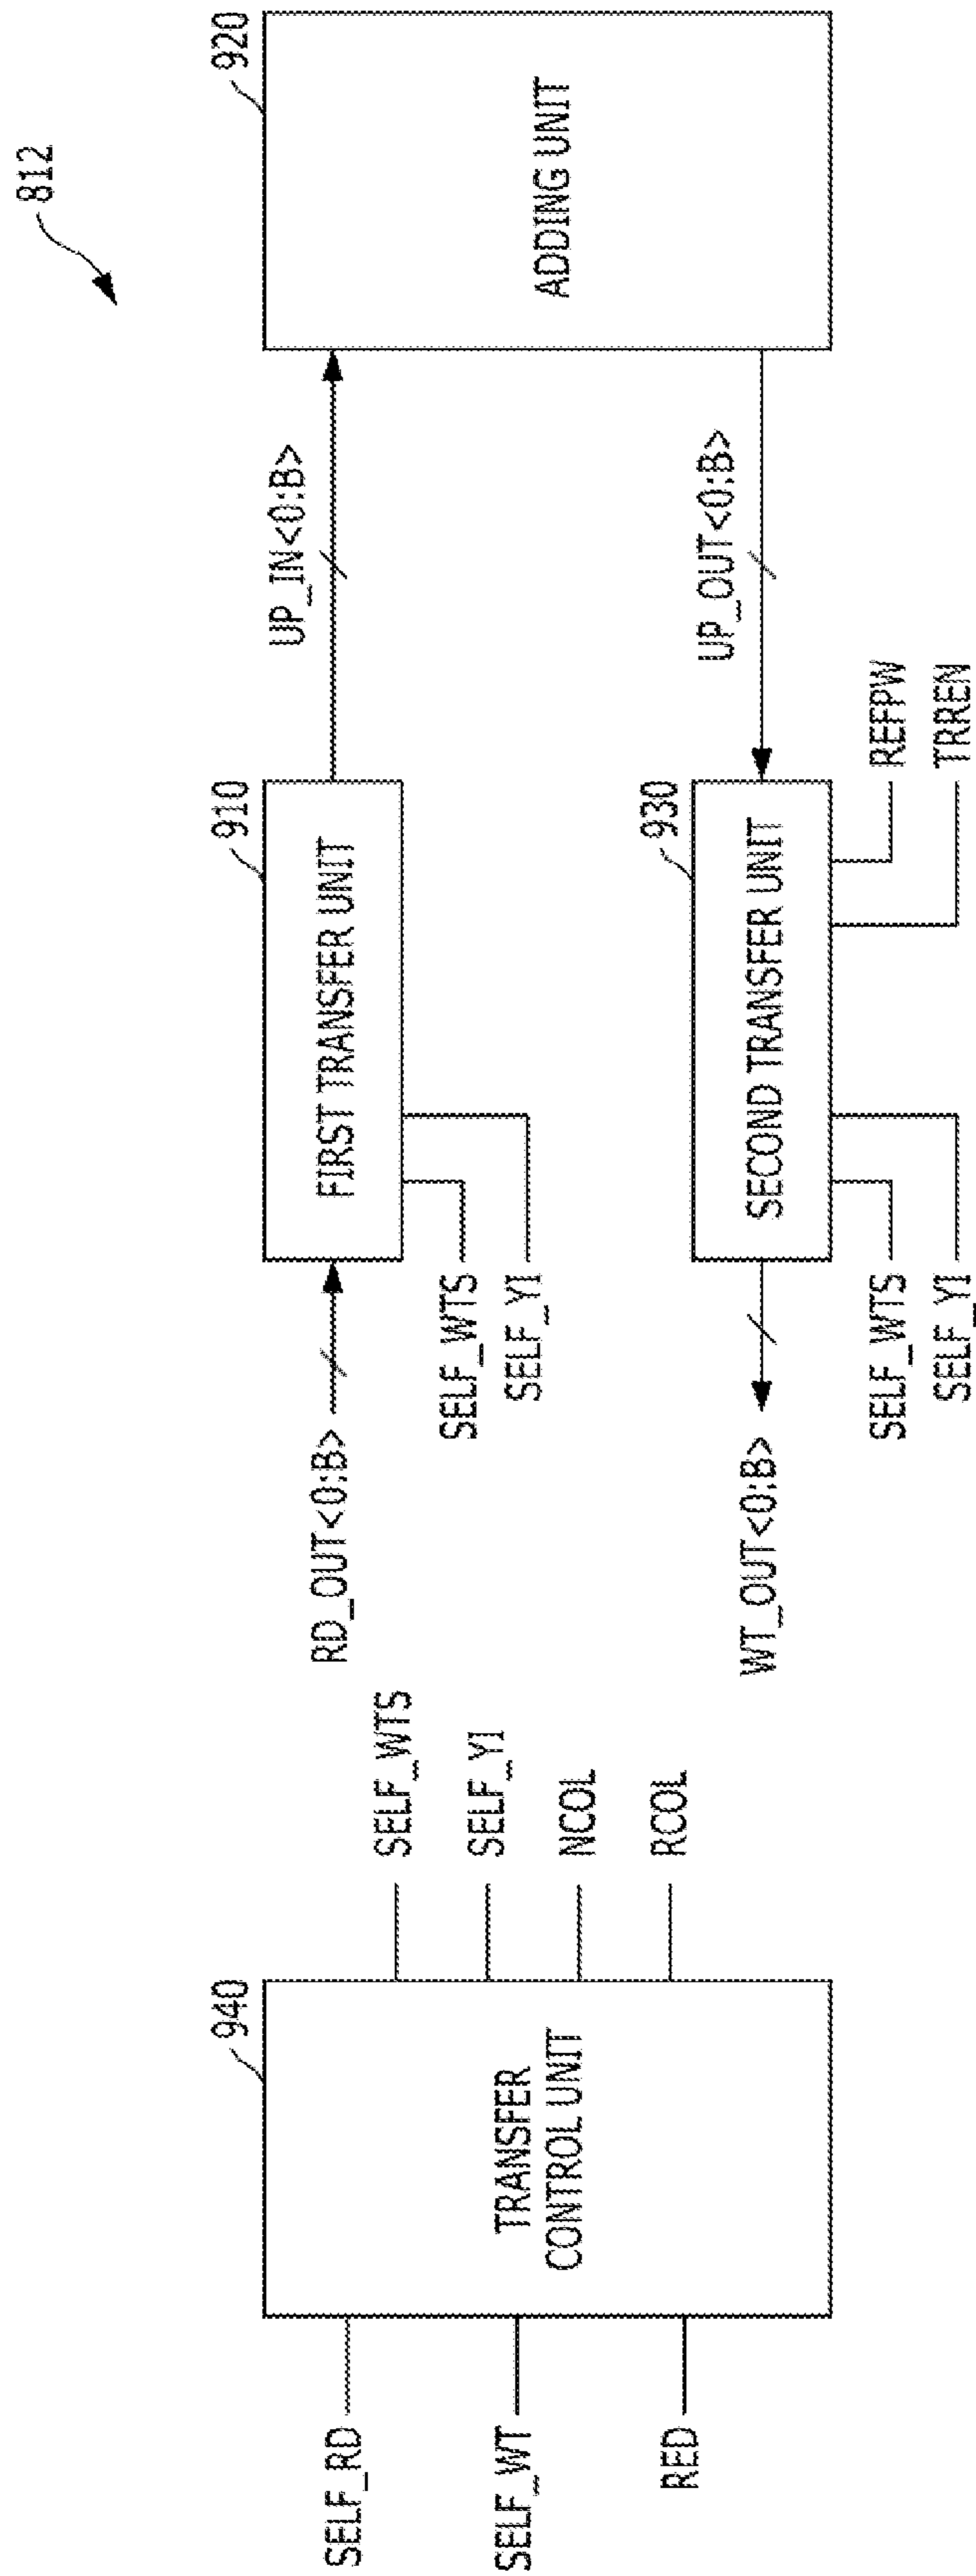 812
SELF_RD
SELF_WT
RED
940
TRANSFER
CONTROL UNIT
SELF_WTS
SELF_YI
NCOL
RCOL
RD_OUT<0:B>
910
FIRST TRANSFER UNIT
SELF_WTS
SELF_YI
UP_IN<0:B>
920
ADDING UNIT
UP_OUT<0:B>
930
SECOND TRANSFER UNIT
WT_OUT<0:B>
SELF_WTS
SELF_YI
REFPW
TRREN